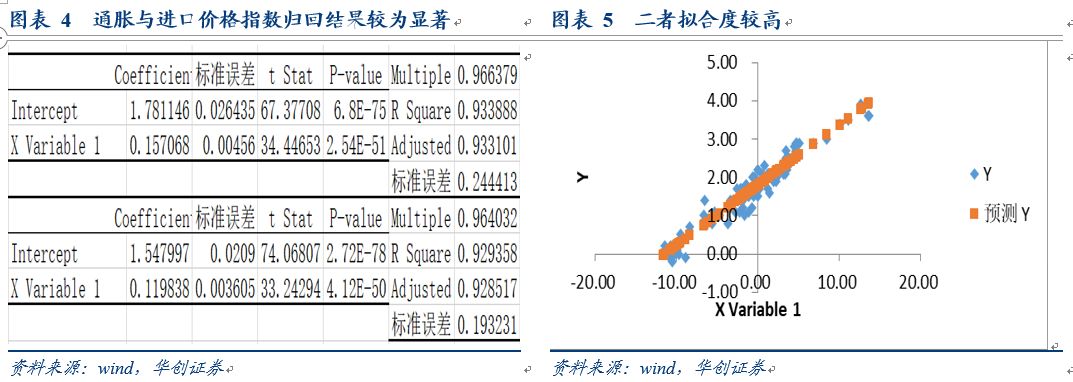 图表 4 通胀与进口价格指数归回结果较为显著
Coefficien 标准误差 t Stat P-value Multiple 0.966379
Intercept 1.781146 0.026435 67.37708 6.8E-75 R Square 0.933888
X Variable 1 0.157068 0.00456 34.44653 2.54E-51 Adjusted 0.933101
标准误差 0.244413
Coefficien 标准误差 t Stat P-value Multiple 0.964032
Intercept 1.547997 0.0209 74.06807 2.72E-78 R Square 0.929358
X Variable 1 0.119838 0.003605 33.24294 4.12E-50 Adjusted 0.928517
标准误差 0.193231
资料来源：wind，华创证券
图表 5 二者拟合度较高
5.00
4.00
3.00
2.00
1.00
0.00
-1.00
-20.00 -10.00 0.00 10.00 20.00
Y
X Variable 1
Y
预测 Y
资料来源：wind，华创证券